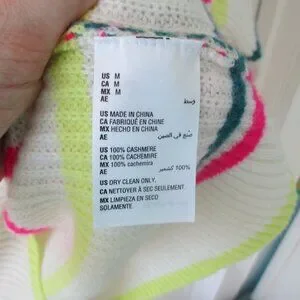 US M
CA M
MX M
AE وسط
US MADE IN CHINA
CA FABRIQUÉ EN CHINE
MX HECHO EN CHINA
AE صنع في الصين
US 100% CASHMERE
CA 100% CACHEMIRE
MX 100% cachemira
AE 100% كشمير
US DRY CLEAN ONLY.
CA NETTOYER À SEC SEULEMENT
MX LIMPIEZA EN SECO
SOLAMENTE